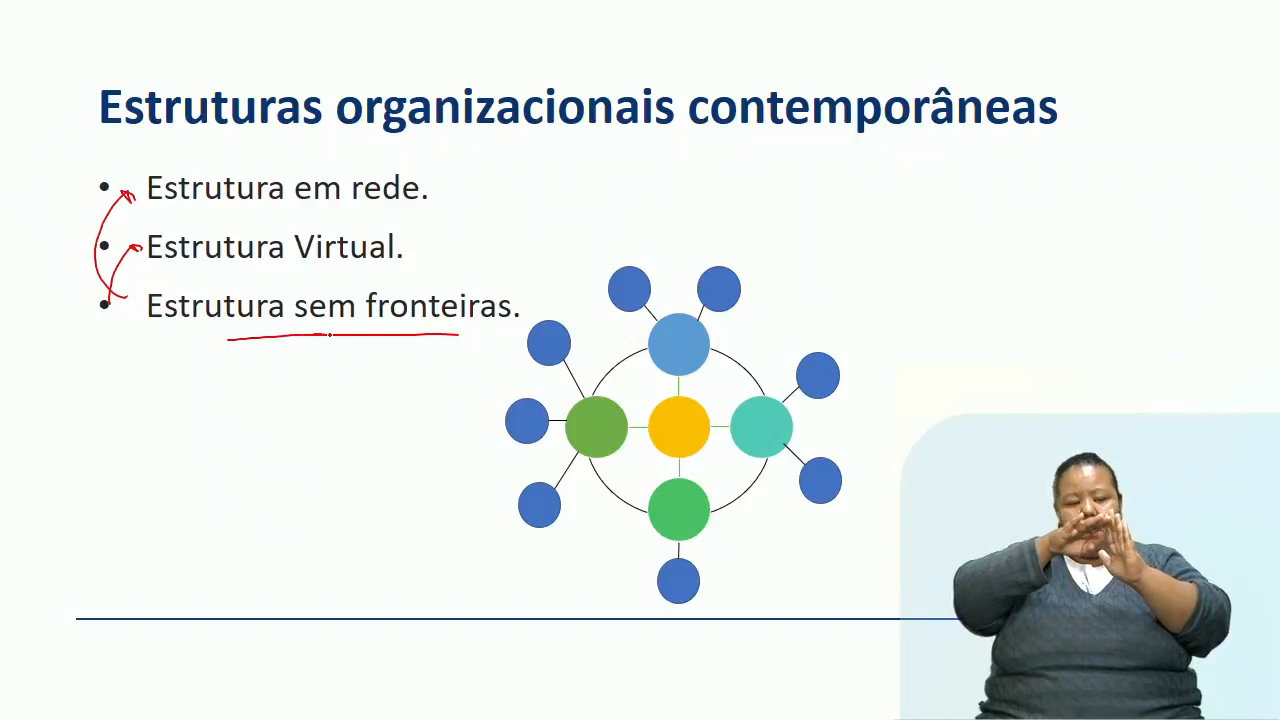 Estruturas organizacionais contemporâneas
• Estrutura em rede.
• Estrutura Virtual.
• Estrutura sem fronteiras.